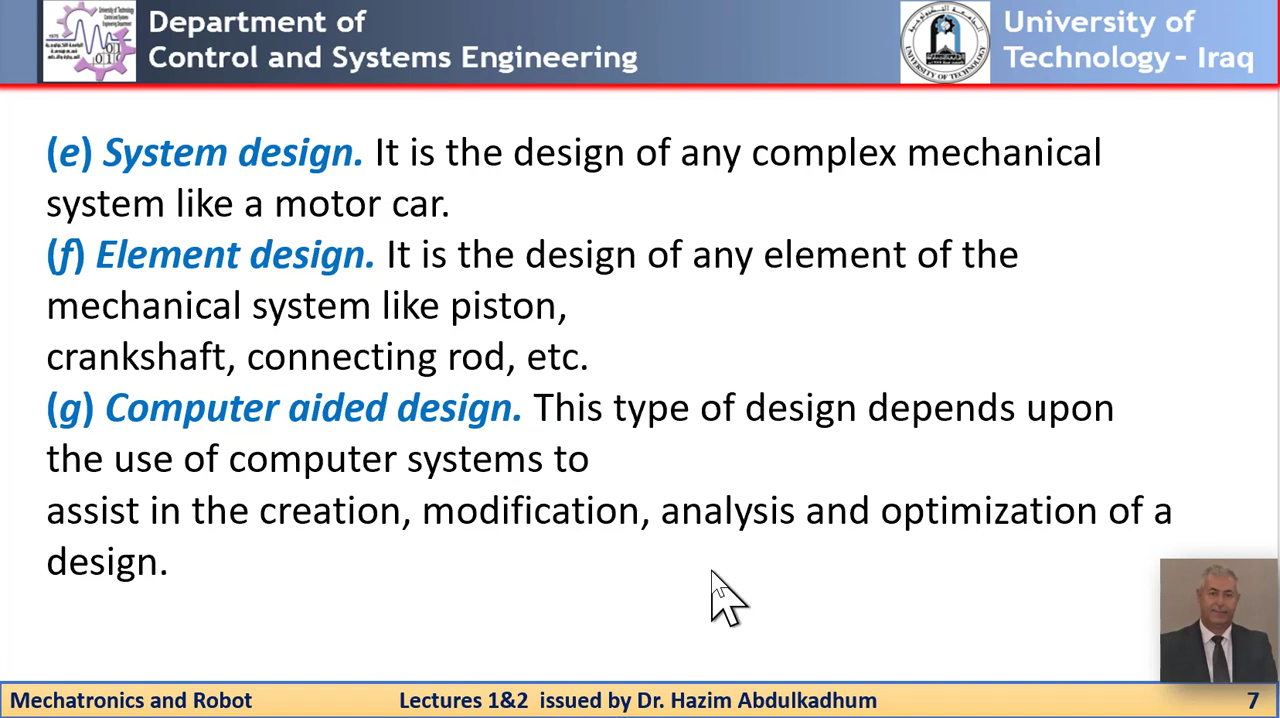 Department of
Control and Systems Engineering
University of
Technology - Iraq
UNIVERSITY OF TECHNOLOGY
(e) System design. It is the design of any complex mechanical
system like a motor car.
(f) Element design. It is the design of any element of the
mechanical system like piston,
crankshaft, connecting rod, etc.
(g) Computer aided design. This type of design depends upon
the use of computer systems to
assist in the creation, modification, analysis and optimization of a
design.
Mechatronics and Robot
Lectures 1&2 issued by Dr. Hazim Abdulkadhum
7